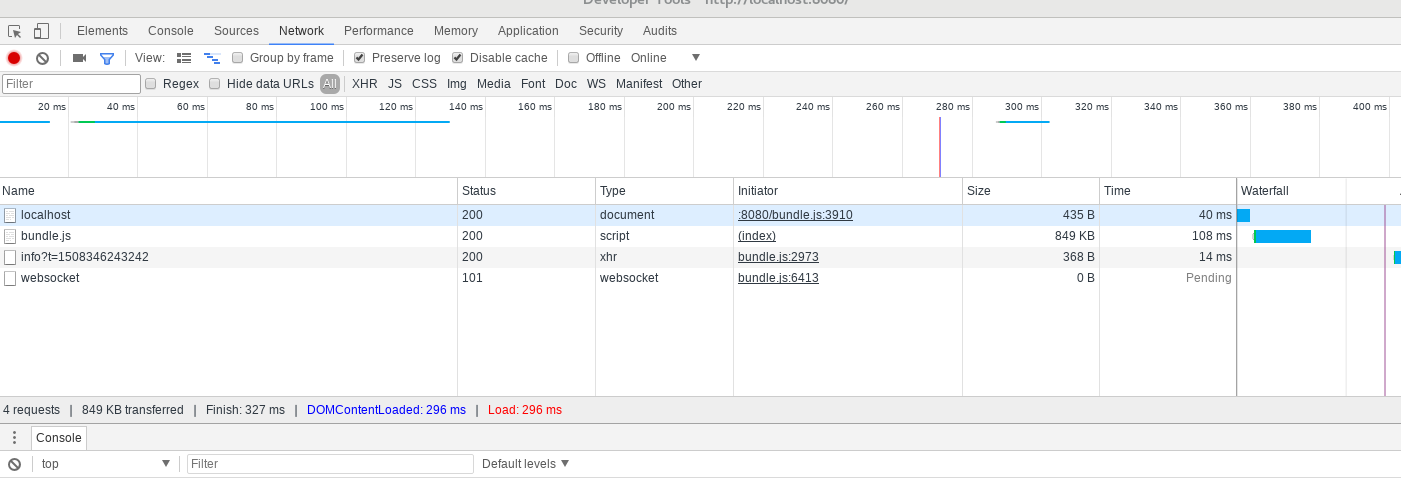 Developer Tools - http://localhost:8080/
Elements Console Sources Network Performance Memory Application Security Audits
View: Group by frame Preserve log Disable cache Offline Online
Filter Regex Hide data URLs All XHR JS CSS Img Media Font Doc WS Manifest Other
20 ms 40 ms 60 ms 80 ms 100 ms 120 ms 140 ms 160 ms 180 ms 200 ms 220 ms 240 ms 260 ms 280 ms 300 ms 320 ms 340 ms 360 ms 380 ms 400 ms
Name Status Type Initiator Size Time Waterfall
localhost 200 document :8080/bundle.js:3910 435 B 40 ms
bundle.js 200 script (index) 849 KB 108 ms
info?t=1508346243242 200 xhr bundle.js:2973 368 B 14 ms
websocket 101 websocket bundle.js:6413 0 B Pending
4 requests | 849 KB transferred | Finish: 327 ms | DOMContentLoaded: 296 ms | Load: 296 ms
Console
top Filter Default levels